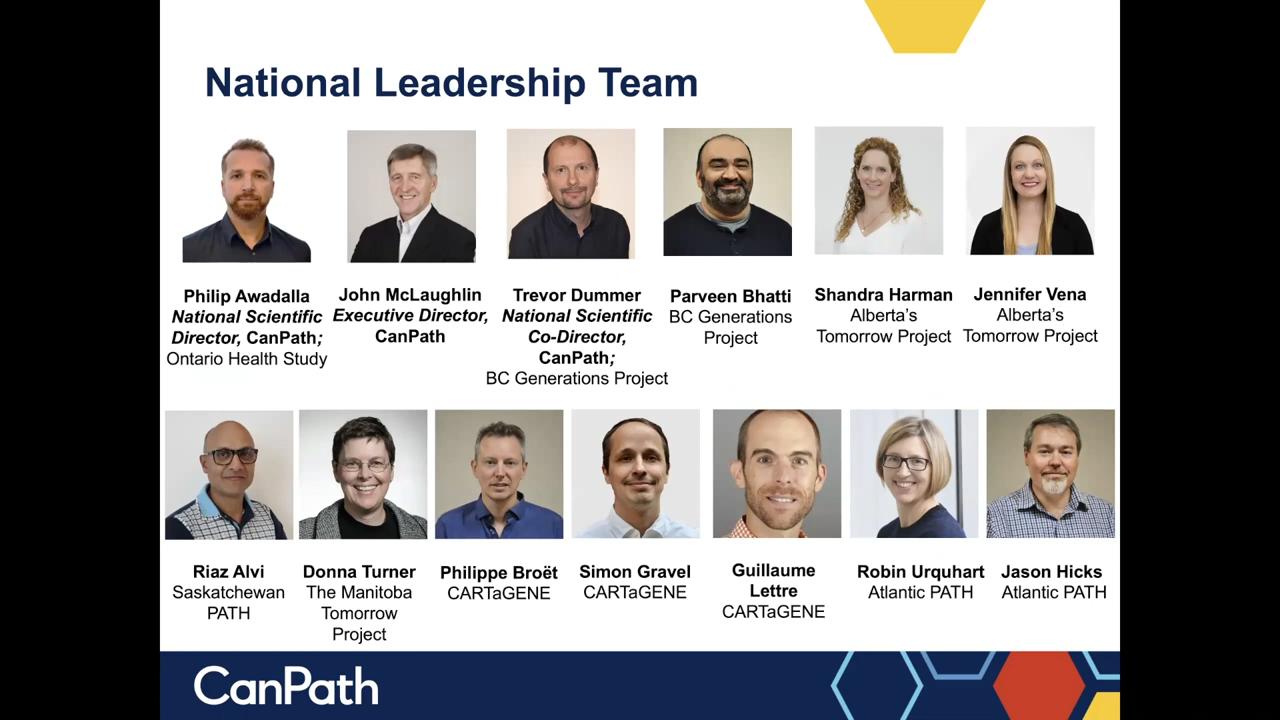 National Leadership Team
Philip Awadalla
National Scientific
Director, CanPath;
Ontario Health Study
John McLaughlin
Executive Director,
CanPath
Trevor Dummer
National Scientific
Co-Director,
CanPath;
BC Generations Project
Parveen Bhatti
BC Generations
Project
Shandra Harman
Alberta’s
Tomorrow Project
Jennifer Vena
Alberta’s
Tomorrow Project
Riaz Alvi
Saskatchewan
PATH
Donna Turner
The Manitoba
Tomorrow
Project
Philippe Broët
CARTaGENE
Simon Gravel
CARTaGENE
Guillaume
Lettre
CARTaGENE
Robin Urquhart
Atlantic PATH
Jason Hicks
Atlantic PATH
CanPath